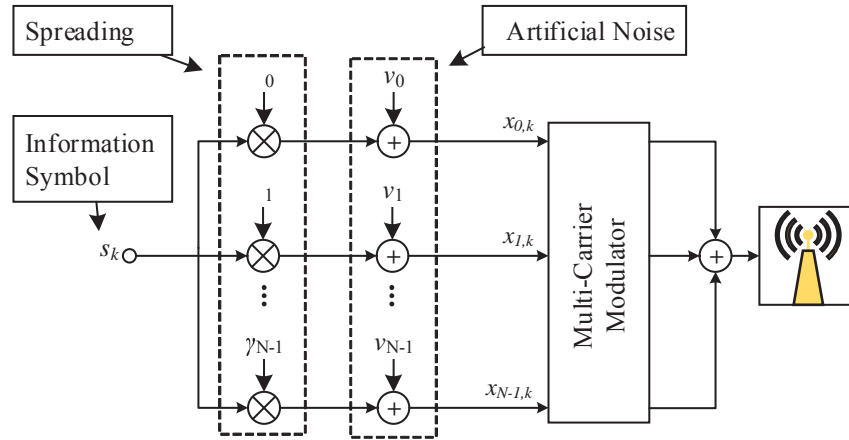 Spreading
Artificial Noise
0
v0
x0,k
Information
Symbol
1
v1
sk
x1,k
Multi-Carrier
Modulator
γN-1
vN-1
xN-1,k